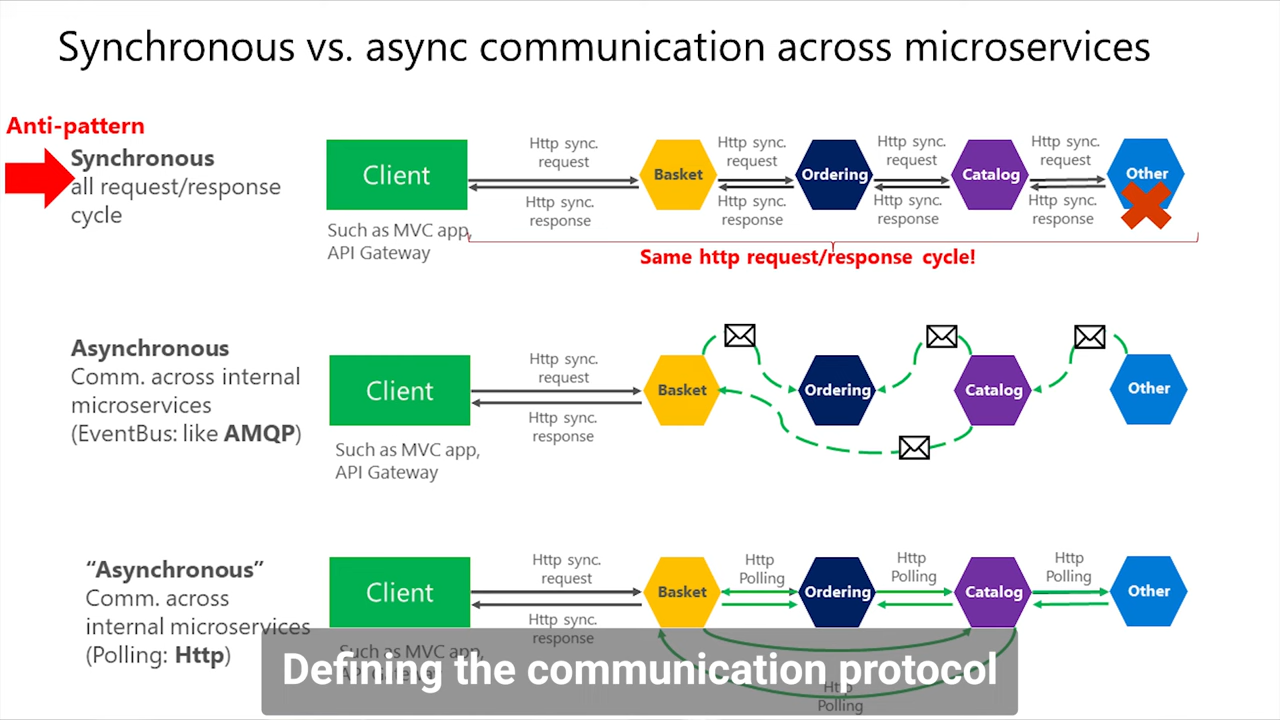 Synchronous vs. async communication across microservices
Anti-pattern
Synchronous
all request/response
cycle
Client
Such as MVC app,
API Gateway
Http sync.
request
Http sync.
response
Basket
Http sync.
request
Http sync.
response
Ordering
Http sync.
request
Http sync.
response
Catalog
Http sync.
request
Http sync.
response
Other
Same http request/response cycle!
Asynchronous
Comm. across internal
microservices
(EventBus: like AMQP)
Client
Such as MVC app,
API Gateway
Http sync.
request
Http sync.
response
Basket
Ordering
Catalog
Other
“Asynchronous”
Comm. across
internal microservices
(Polling: Http)
Client
Such as MVC app,
Http sync.
request
Http sync.
response
Basket
Http
Polling
Ordering
Http
Polling
Catalog
Http
Polling
Other
Http
Polling
Defining the communication protocol